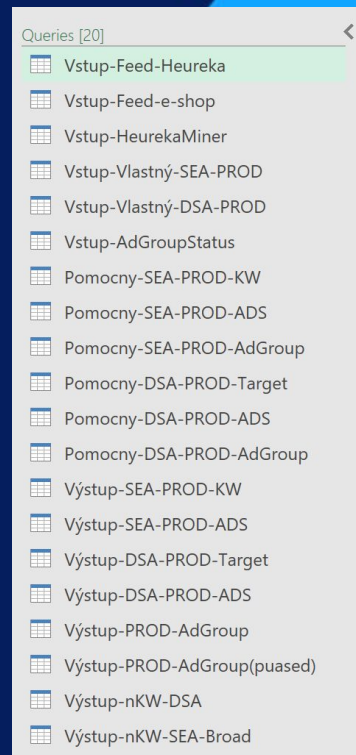 Queries [20]
Vstup-Feed-Heureka
Vstup-Feed-e-shop
Vstup-HeurekaMiner
Vstup-Vlastný-SEA-PROD
Vstup-Vlastný-DSA-PROD
Vstup-AdGroupStatus
Pomocny-SEA-PROD-KW
Pomocny-SEA-PROD-ADS
Pomocny-SEA-PROD-AdGroup
Pomocny-DSA-PROD-Target
Pomocny-DSA-PROD-ADS
Pomocny-DSA-PROD-AdGroup
Výstup-SEA-PROD-KW
Výstup-SEA-PROD-ADS
Výstup-DSA-PROD-Target
Výstup-DSA-PROD-ADS
Výstup-PROD-AdGroup
Výstup-PROD-AdGroup(puased)
Výstup-nKW-DSA
Výstup-nKW-SEA-Broad